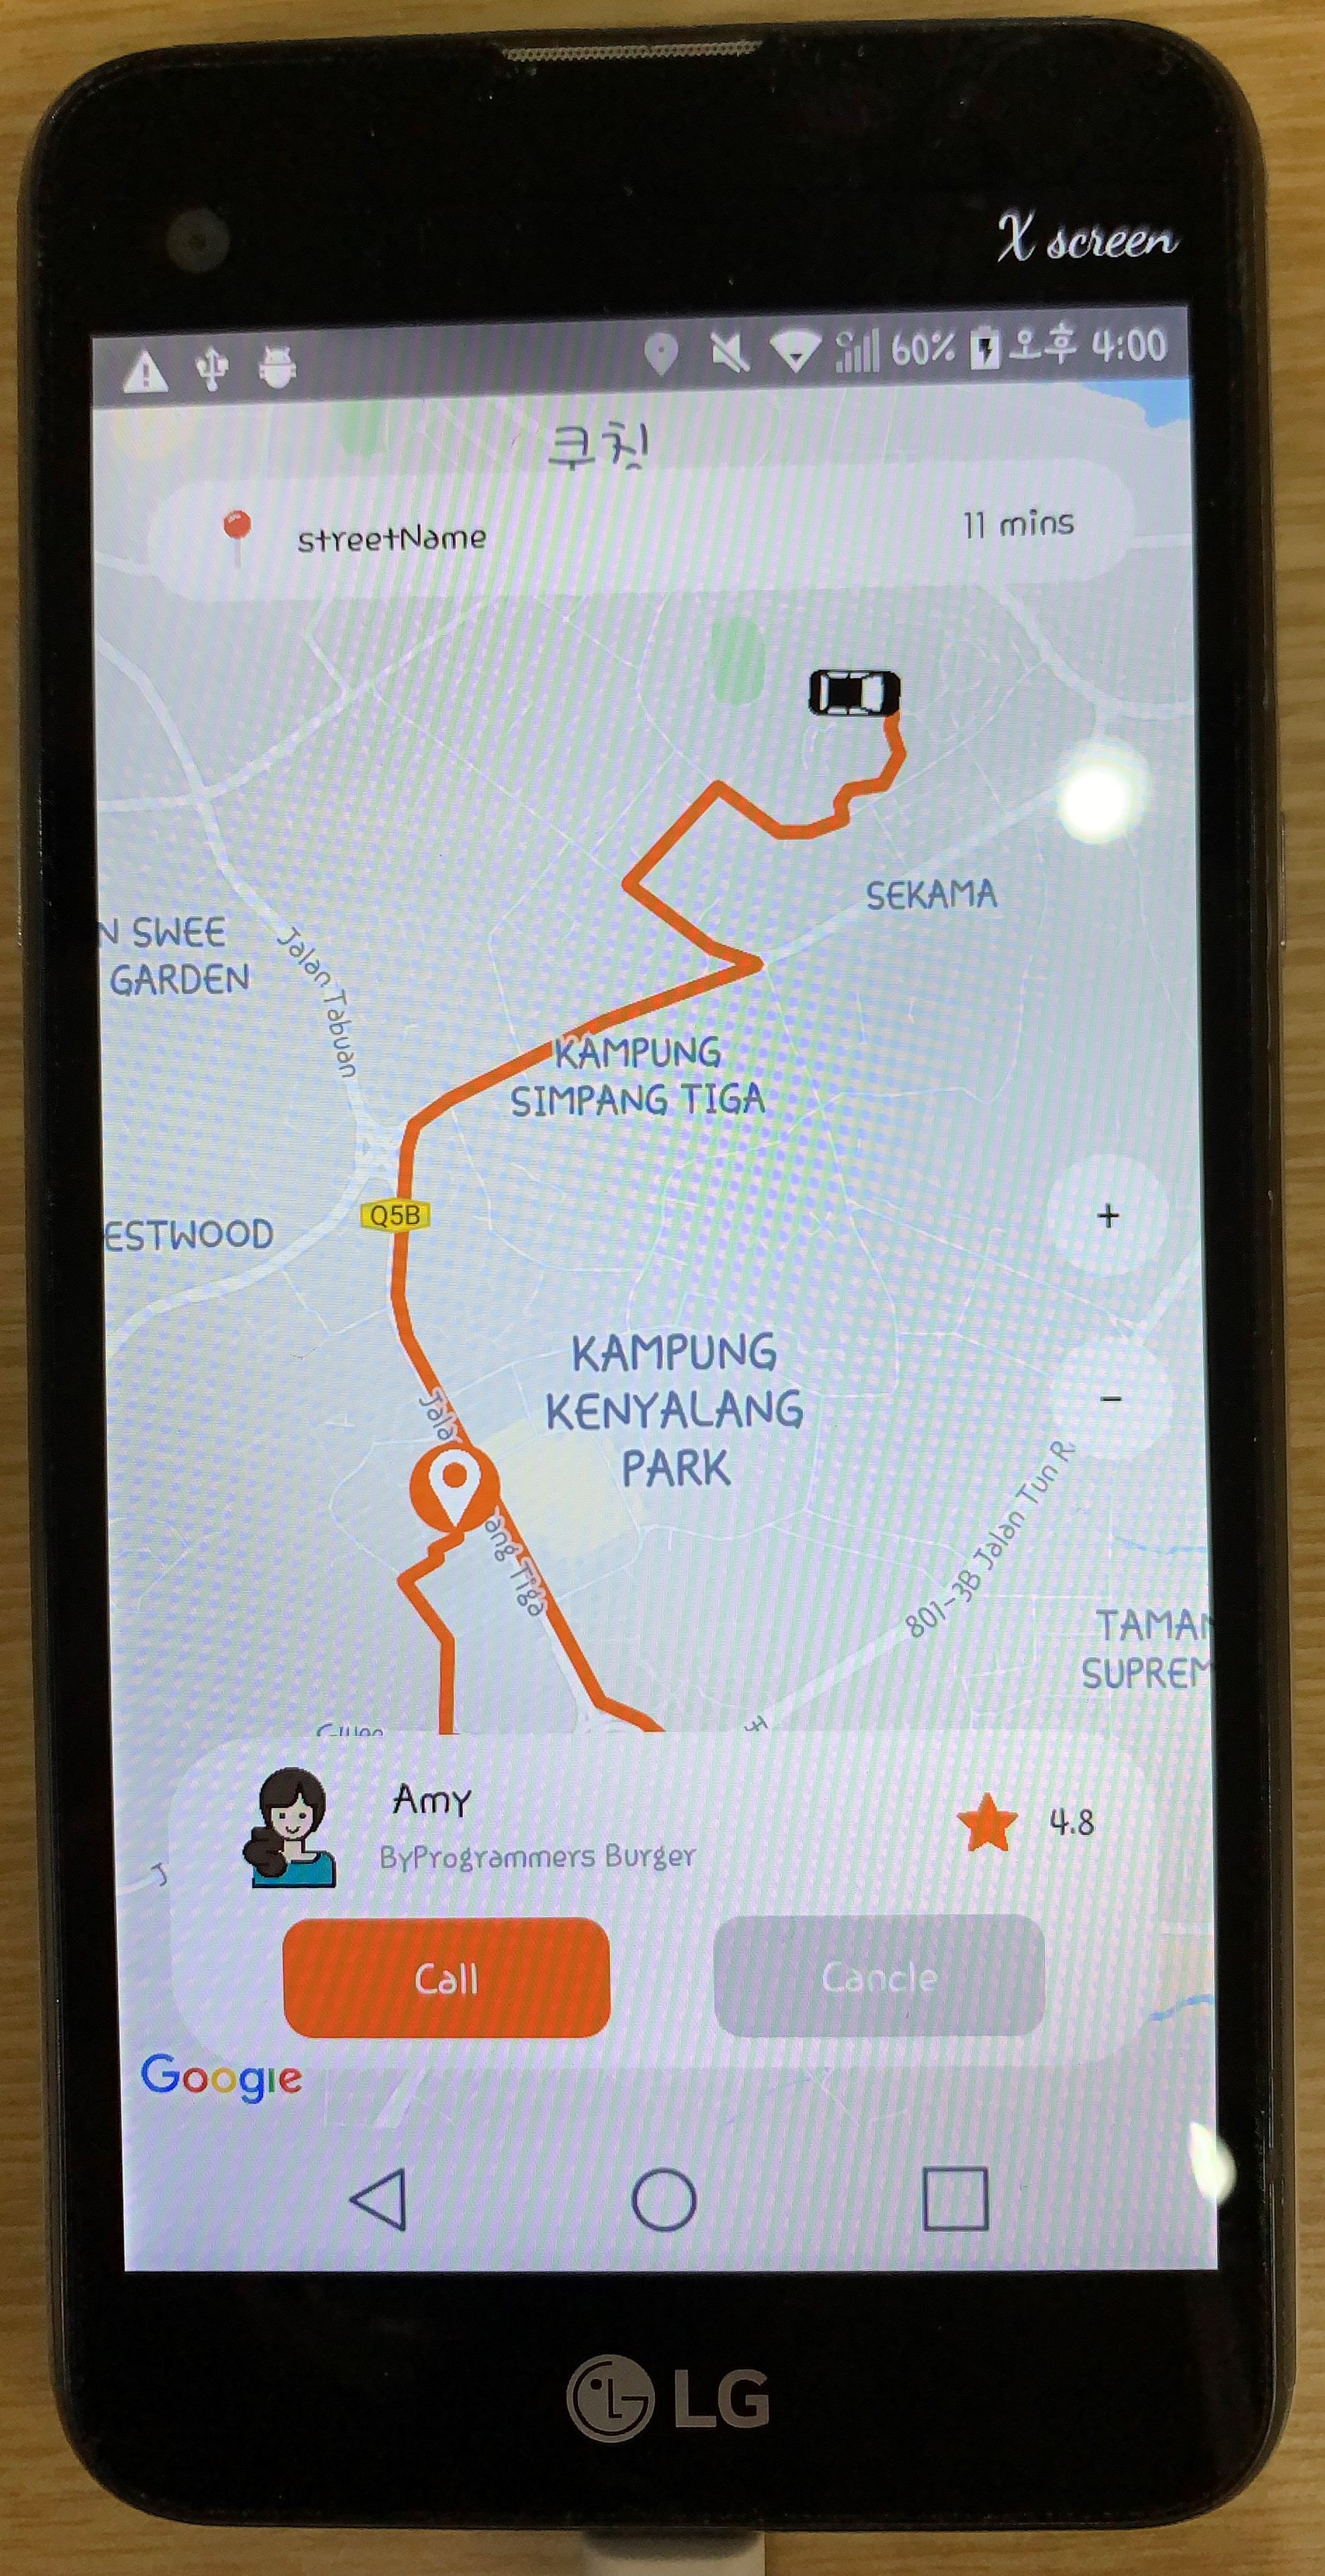 X screen
60% 오후 4:00
쿠칭
streetName 11 mins
SEKAMA
N SWEE
GARDEN
Jalan Tabuan
KAMPUNG
SIMPANG TIGA
Q5B
ESTWOOD
+
KAMPUNG
KENYALANG
PARK
−
Jala
ang Tiga
801-3B Jalan Tun R
TAMAN
SUPREM
Amy
ByProgrammers Burger
4.8
J
Call Cancle
Google
LG